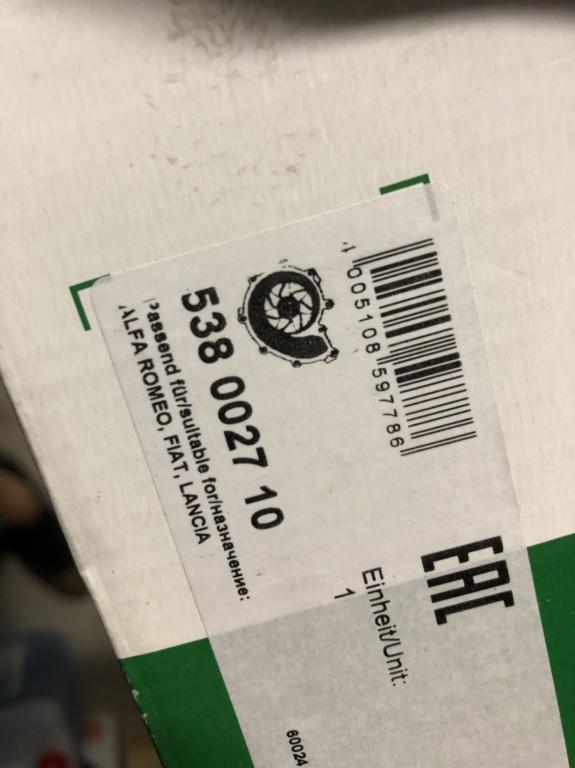 4 005108 597786
538 0027 10
Passend für/suitable for/назначение:
ALFA ROMEO, FIAT, LANCIA
EAC
Einheit/Unit:
1
60024